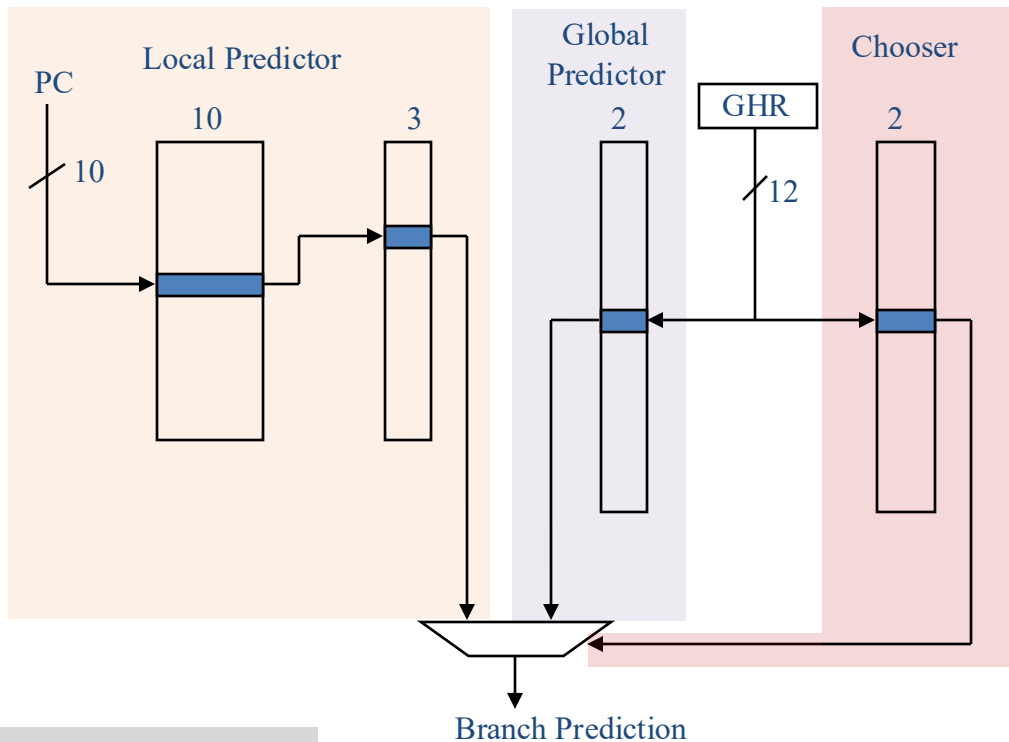 Local Predictor
PC
10
10
3
Global
Predictor
2
GHR
12
Chooser
2
Branch Prediction